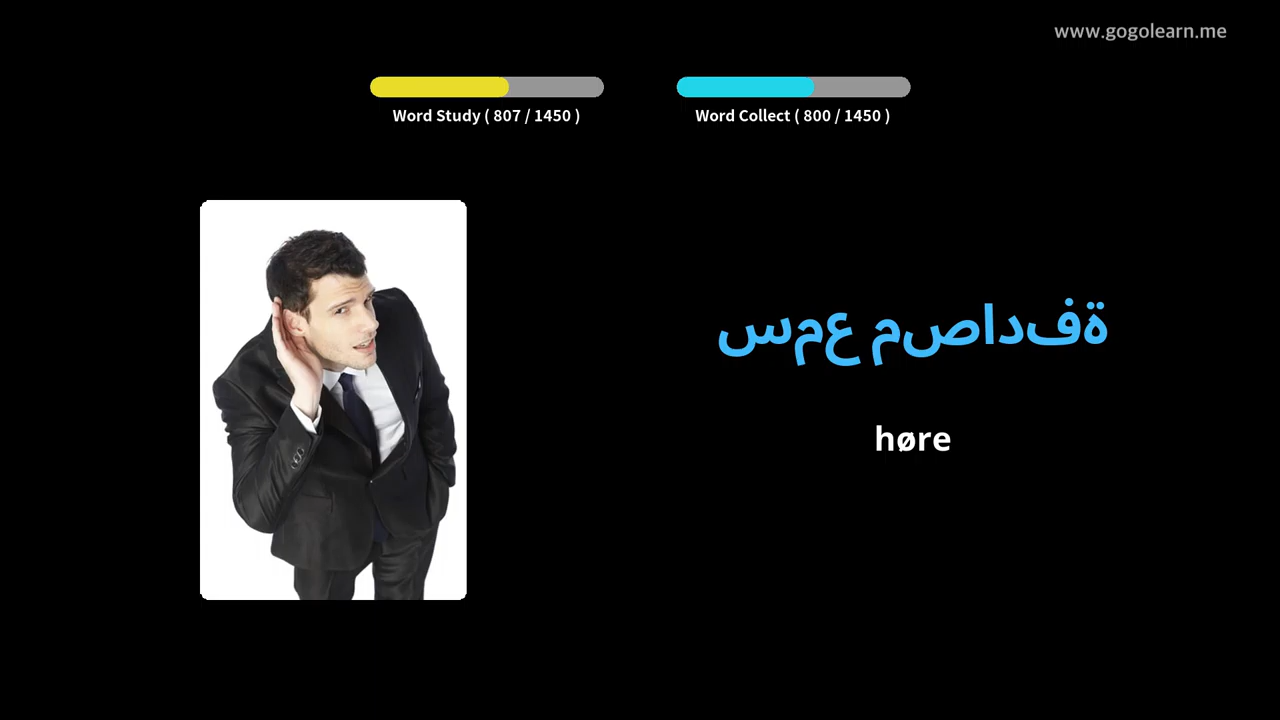 www.gogolearn.me
Word Study ( 807 / 1450 )
Word Collect ( 800 / 1450 )
سمع مصادفة
høre